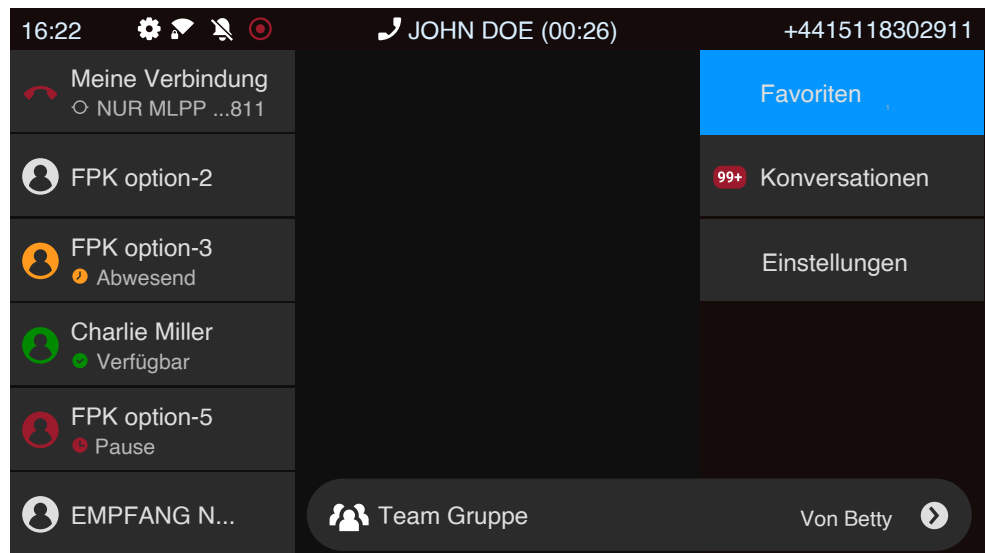 16:22
JOHN DOE (00:26)
+4415118302911
Meine Verbindung
NUR MLPP ...811
FPK option-2
FPK option-3
Abwesend
Charlie Miller
Verfügbar
FPK option-5
Pause
EMPFANG N...
Favoriten
99+ Konversationen
Einstellungen
Team Gruppe
Von Betty